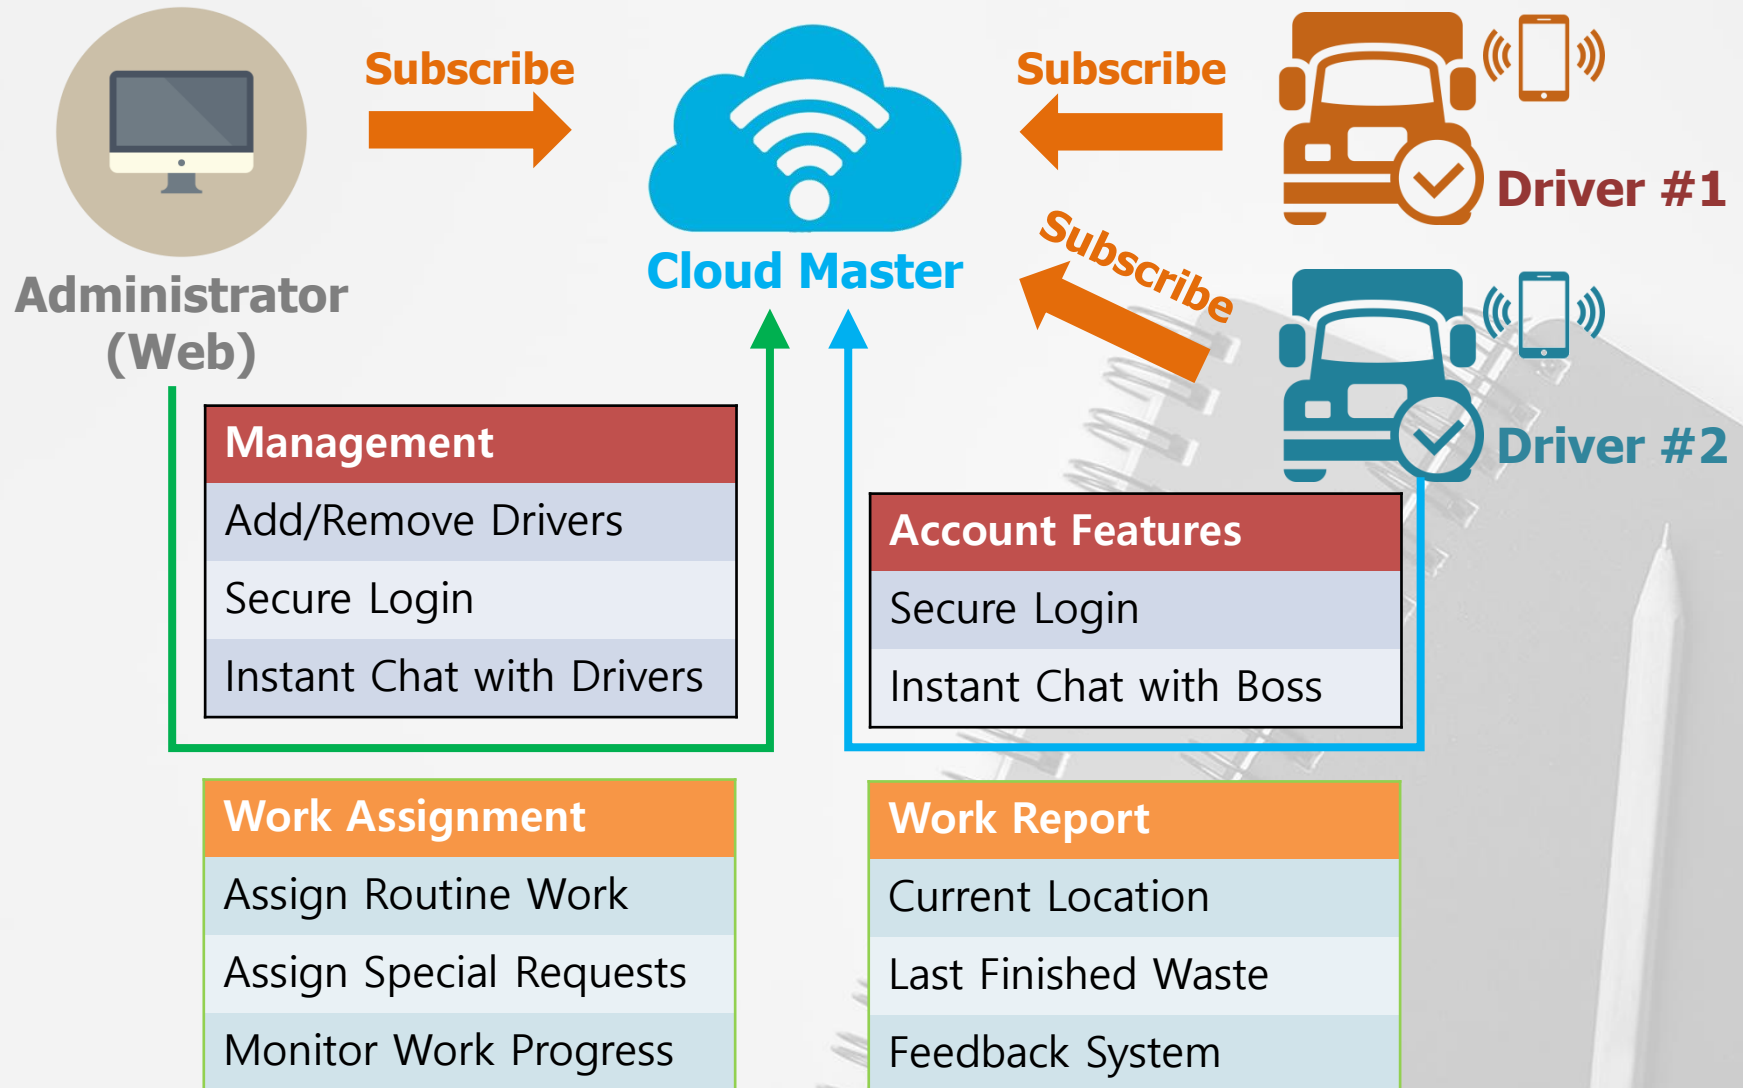 Subscribe
Subscribe
Driver #1
Cloud Master
Subscribe
Administrator
(Web)
Driver #2
Management
Add/Remove Drivers
Secure Login
Instant Chat with Drivers
Account Features
Secure Login
Instant Chat with Boss
Work Assignment
Assign Routine Work
Assign Special Requests
Monitor Work Progress
Work Report
Current Location
Last Finished Waste
Feedback System